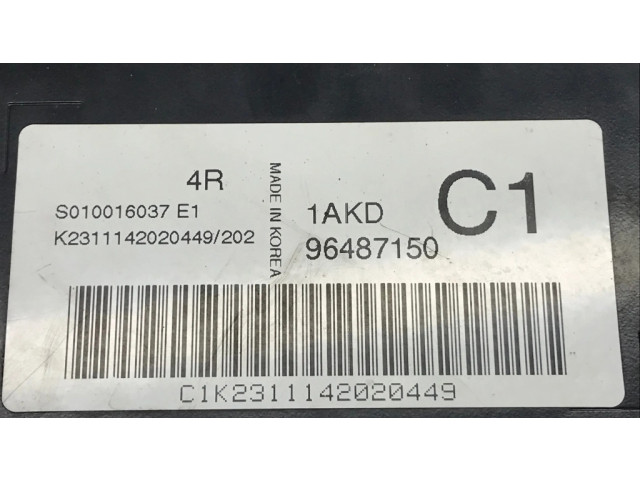 4R
S010016037 E1
K2311142020449/202
MADE IN KOREA
1AKD
96487150
C1
C1K2311142020449